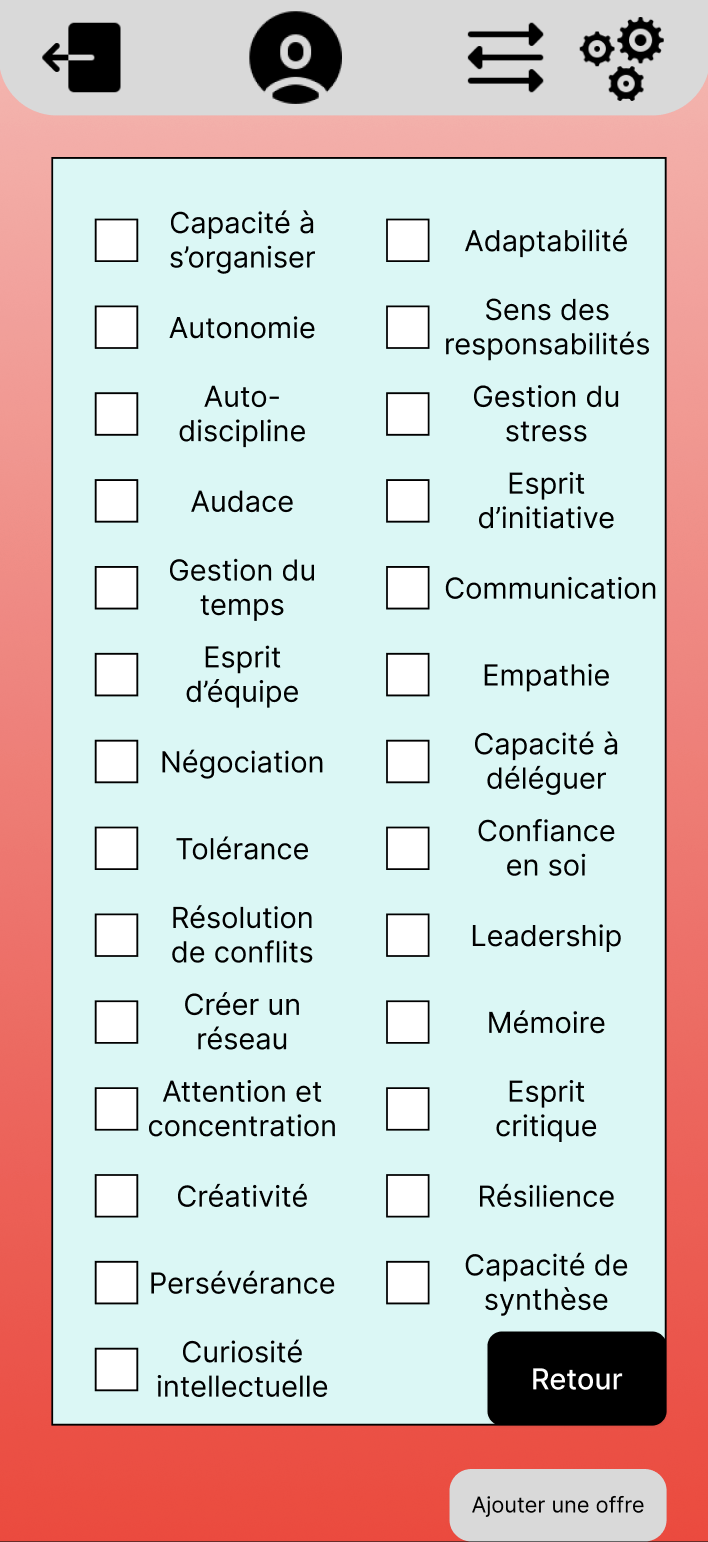 Capacité à
s’organiser
Adaptabilité
Autonomie
Sens des
responsabilités
Auto-
discipline
Gestion du
stress
Audace
Esprit
d’initiative
Gestion du
temps
Communication
Esprit
d’équipe
Empathie
Négociation
Capacité à
déléguer
Tolérance
Confiance
en soi
Résolution
de conflits
Leadership
Créer un
réseau
Mémoire
Attention et
concentration
Esprit
critique
Créativité
Résilience
Persévérance
Capacité de
synthèse
Curiosité
intellectuelle
Retour
Ajouter une offre